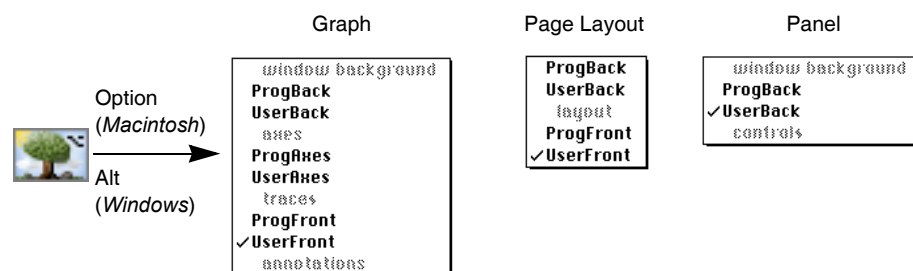 Graph
Page Layout
Panel
Option
(Macintosh)
Alt
(Windows)
window background
ProgBack
UserBack
axes
ProgAxes
UserAxes
traces
ProgFront
✓UserFront
annotations
ProgBack
UserBack
layout
ProgFront
✓UserFront
window background
ProgBack
✓UserBack
controls